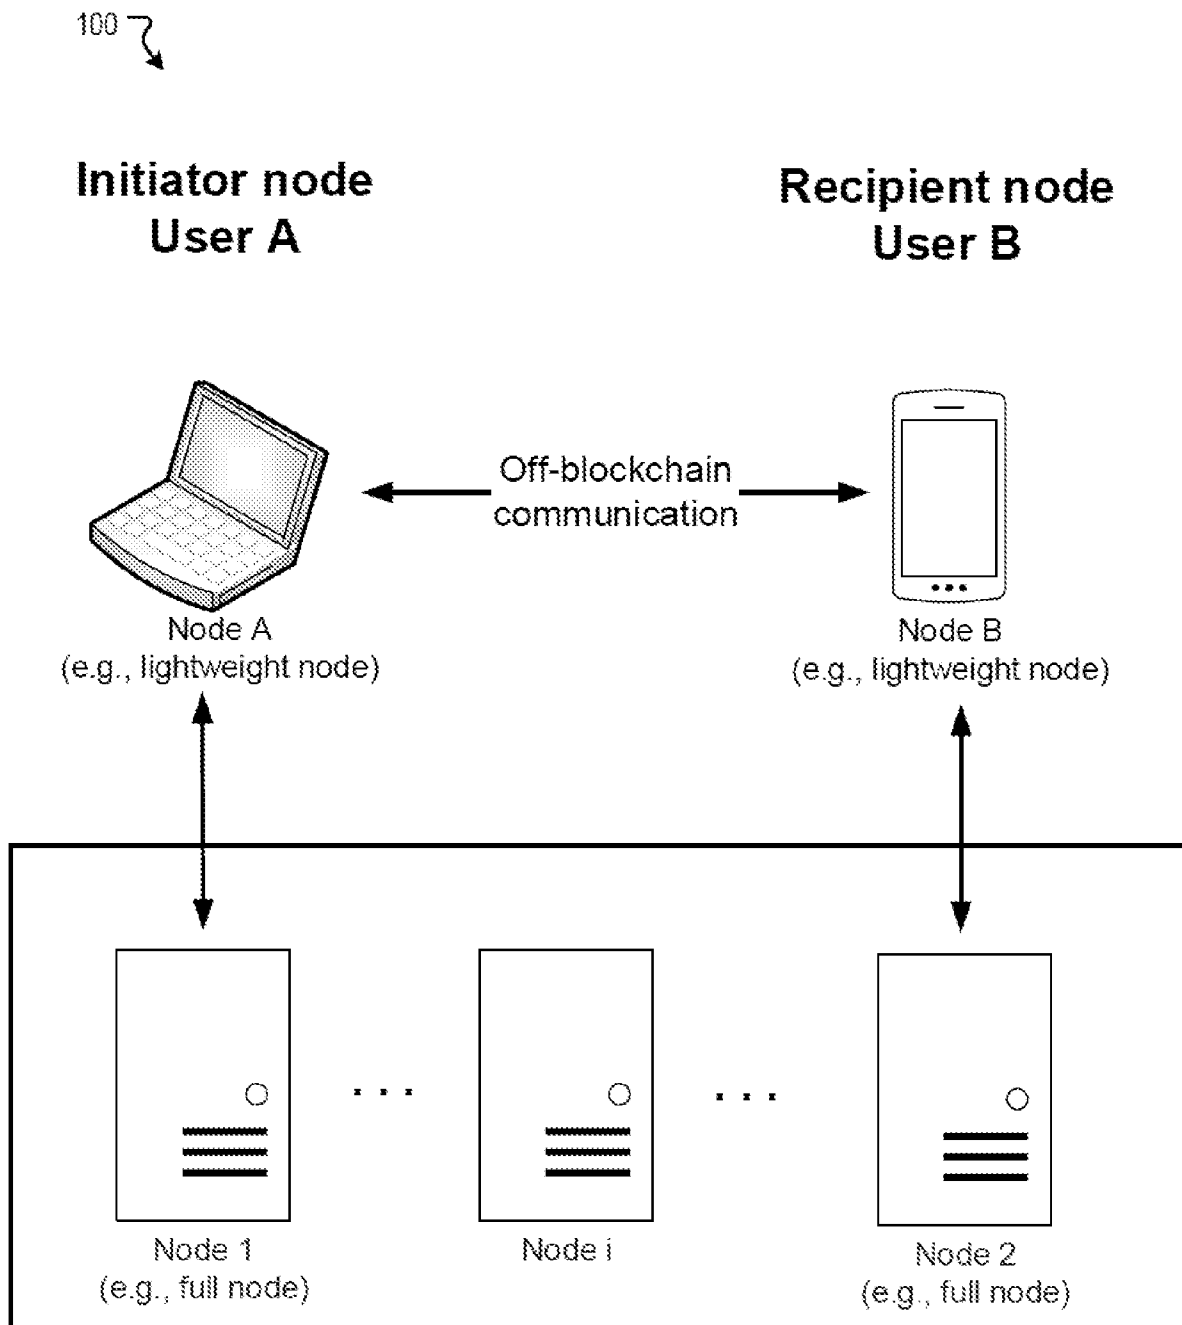 100
Initiator node
User A
Recipient node
User B
Off-blockchain
communication
Node A
(e.g., lightweight node)
Node B
(e.g., lightweight node)
Node 1
(e.g., full node)
Node i
Node 2
(e.g., full node)